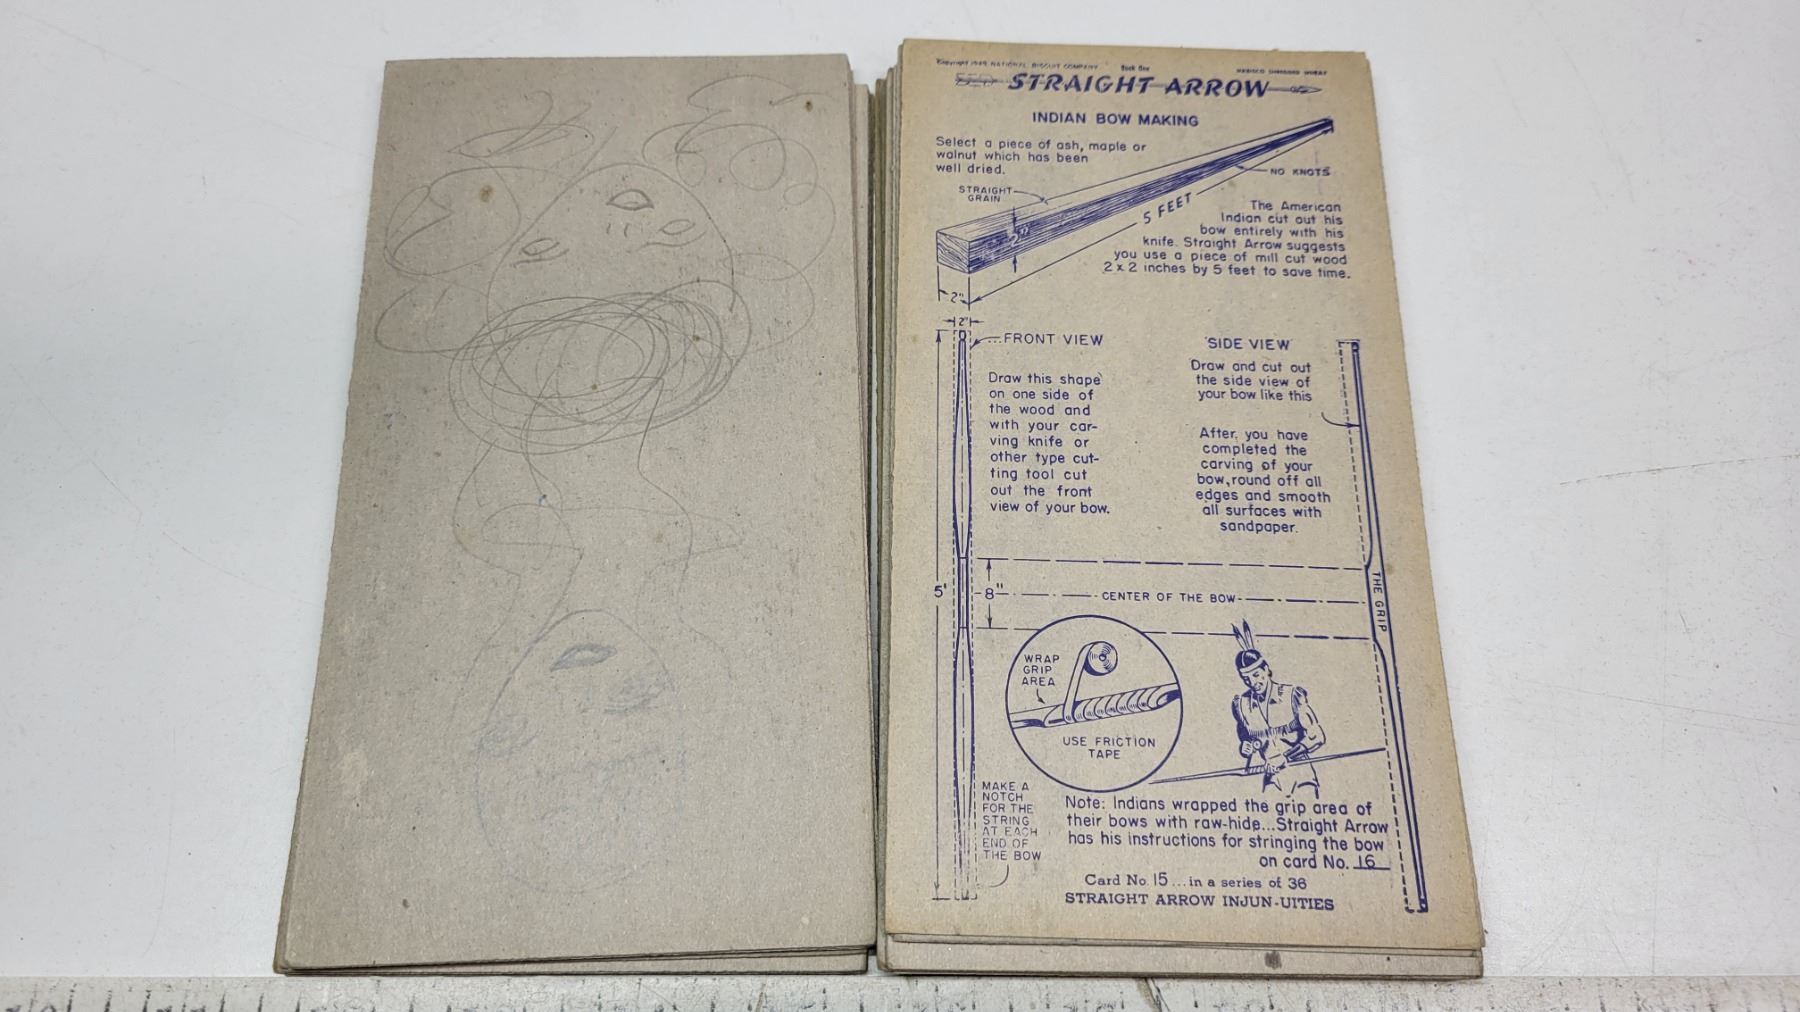 Copyright 1949, NATIONAL BISCUIT COMPANY Book One NABISCO SHREDDED WHEAT
STRAIGHT ARROW
INDIAN BOW MAKING
Select a piece of ash, maple or
walnut which has been
well dried.
NO KNOTS
STRAIGHT
GRAIN
5 FEET
2"
2"
The American
Indian cut out his
bow entirely with his
knife. Straight Arrow suggests
you use a piece of mill cut wood
2 x 2 inches by 5 feet to save time.
2"
...FRONT VIEW
Draw this shape
on one side of
the wood and
with your car-
ving knife or
other type cut-
ting tool cut
out the front
view of your bow.
SIDE VIEW
Draw and cut out
the side view of
your bow like this
After, you have
completed the
carving of your
bow, round off all
edges and smooth
all surfaces with
sandpaper.
5'
8"
CENTER OF THE BOW
THE GRIP
WRAP
GRIP
AREA
USE FRICTION
TAPE
MAKE A
NOTCH
FOR THE
STRING
AT EACH
END OF
THE BOW
Note: Indians wrapped the grip area of
their bows with raw-hide...Straight Arrow
has his instructions for stringing the bow
on card No. 16
Card No. 15...in a series of 36
STRAIGHT ARROW INJUN-UITIES